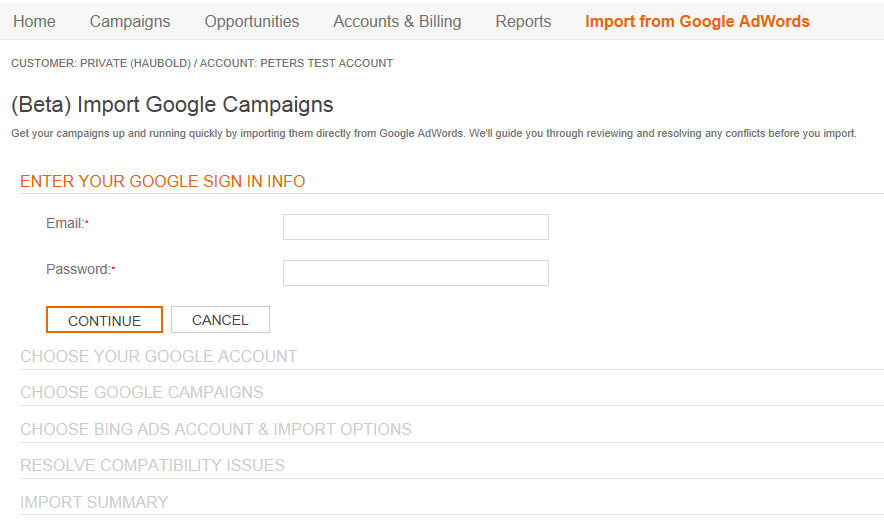 Home Campaigns Opportunities Accounts & Billing Reports Import from Google AdWords
CUSTOMER: PRIVATE (HAUBOLD) / ACCOUNT: PETERS TEST ACCOUNT
(Beta) Import Google Campaigns
Get your campaigns up and running quickly by importing them directly from Google AdWords. We'll guide you through reviewing and resolving any conflicts before you import.
ENTER YOUR GOOGLE SIGN IN INFO
Email:*
Password:*
CONTINUE CANCEL
CHOOSE YOUR GOOGLE ACCOUNT
CHOOSE GOOGLE CAMPAIGNS
CHOOSE BING ADS ACCOUNT & IMPORT OPTIONS
RESOLVE COMPATIBILITY ISSUES
IMPORT SUMMARY